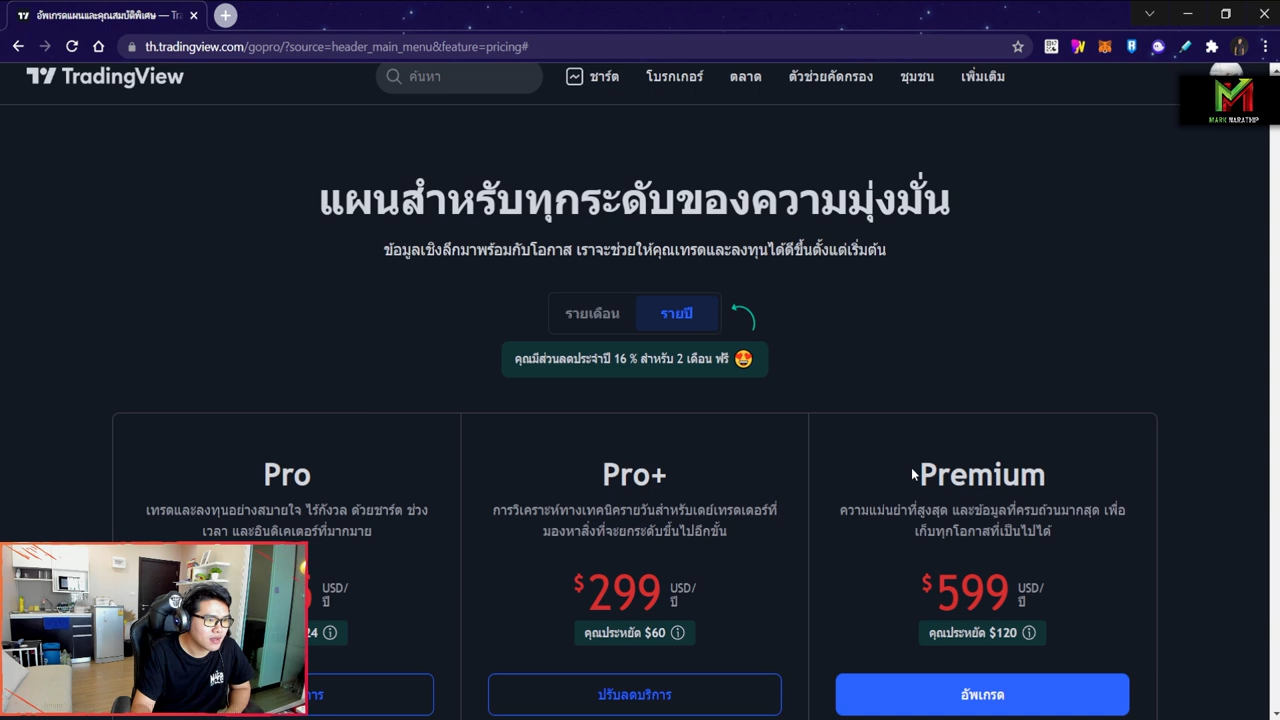 อัพเกรดแผนและคุณสมบัติพิเศษ — Tra
th.tradingview.com/gopro/?source=header_main_menu&feature=pricing#
TradingView
ค้นหา
ชาร์ต
โบรกเกอร์
ตลาด
ตัวช่วยคัดกรอง
ชุมชน
เพิ่มเติม
MARK NARATHIP
แผนสำหรับทุกระดับของความมุ่งมั่น
ข้อมูลเชิงลึกมาพร้อมกับโอกาส เราจะช่วยให้คุณเทรดและลงทุนได้ดีขึ้นตั้งแต่เริ่มต้น
รายเดือน
รายปี
คุณมีส่วนลดประจำปี 16 % สำหรับ 2 เดือน ฟรี
Pro
เทรดและลงทุนอย่างสบายใจ ไร้กังวล ด้วยชาร์ต ช่วง
เวลา และอินดิเคเตอร์ที่มากมาย
USD/
ปี
24
การ
Pro+
การวิเคราะห์ทางเทคนิครายวันสำหรับเดย์เทรดเดอร์ที่
มองหาสิ่งที่จะยกระดับขึ้นไปอีกขั้น
$299 USD/
ปี
คุณประหยัด $60
ปรับลดบริการ
Premium
ความแม่นยำที่สูงสุด และข้อมูลที่ครบถ้วนมากสุด เพื่อ
เก็บทุกโอกาสที่เป็นไปได้
$599 USD/
ปี
คุณประหยัด $120
อัพเกรด